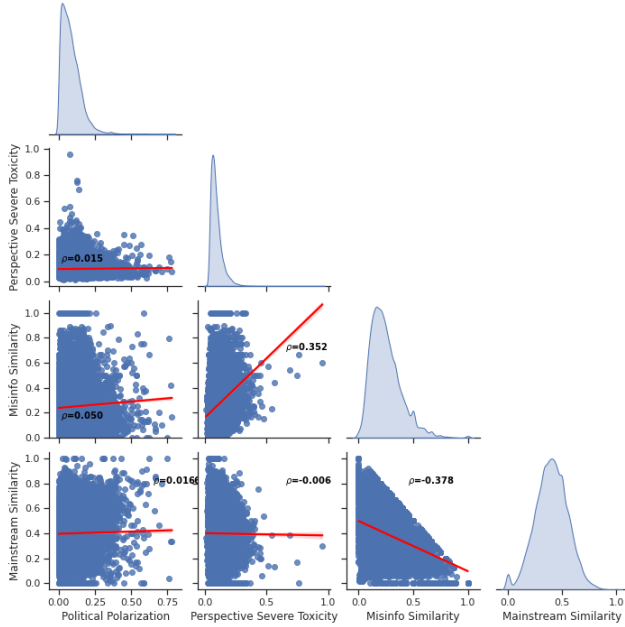 Perspective Severe Toxicity
1.0
0.8
0.6
0.4
0.2
0.0
ρ=0.015
Misinfo Similarity
1.0
0.8
0.6
0.4
0.2
0.0
ρ=0.050
ρ=0.352
Mainstream Similarity
1.0
0.8
0.6
0.4
0.2
0.0
ρ=0.016
ρ=-0.006
ρ=-0.378
0.00 0.25 0.50 0.75 0.0 0.5 1.0 0.0 0.5 1.0 0.0 0.5 1.0
Political Polarization Perspective Severe Toxicity Misinfo Similarity Mainstream Similarity